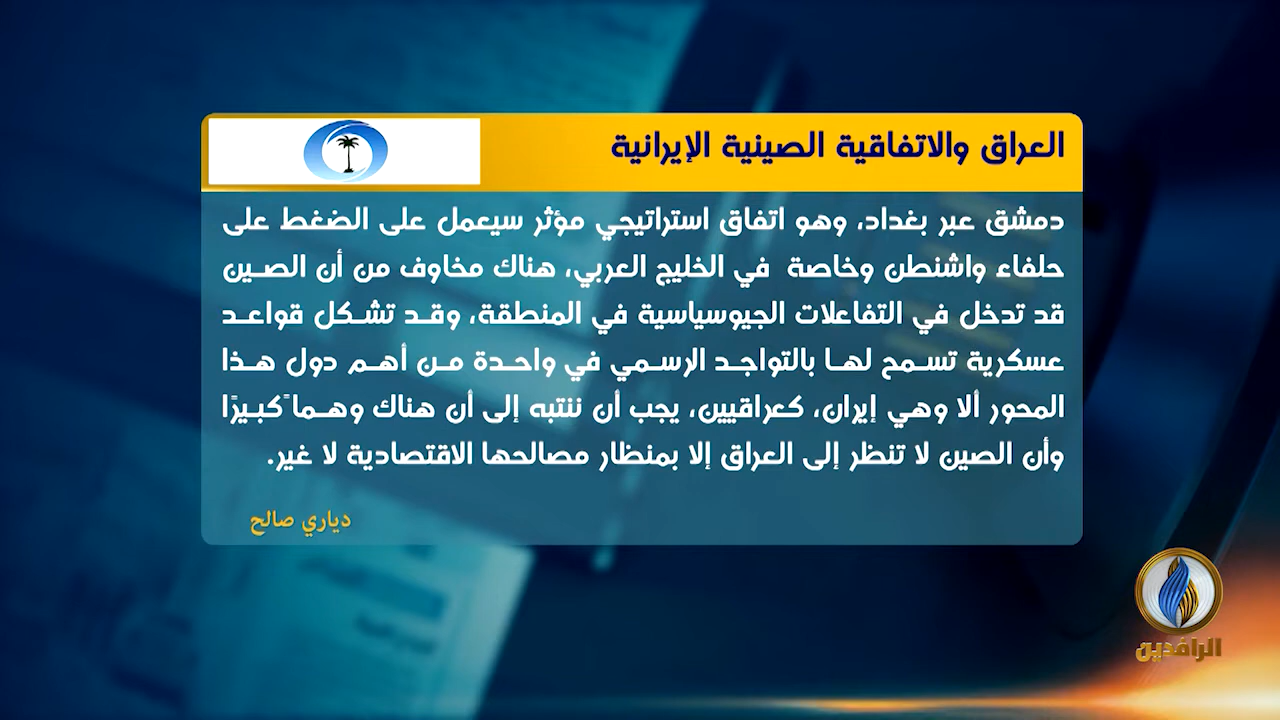 العراق والاتفاقية الصينية الإيرانية
دمشق عبر بغداد، وهو اتفاق استراتيجي مؤثر سيعمل على الضغط على
حلفاء واشنطن وخاصة في الخليج العربي، هناك مخاوف من أن الصين
قد تدخل في التفاعلات الجيوسياسية في المنطقة، وقد تشكل قواعد
عسكرية تسمح لها بالتواجد الرسمي في واحدة من أهم دول هذا
المحور ألا وهي إيران، كعراقيين، يجب أن ننتبه إلى أن هناك وهماً كبيرًا
وأن الصين لا تنظر إلى العراق إلا بمنظار مصالحها الاقتصادية لا غير.
دياري صالح
الرافدين